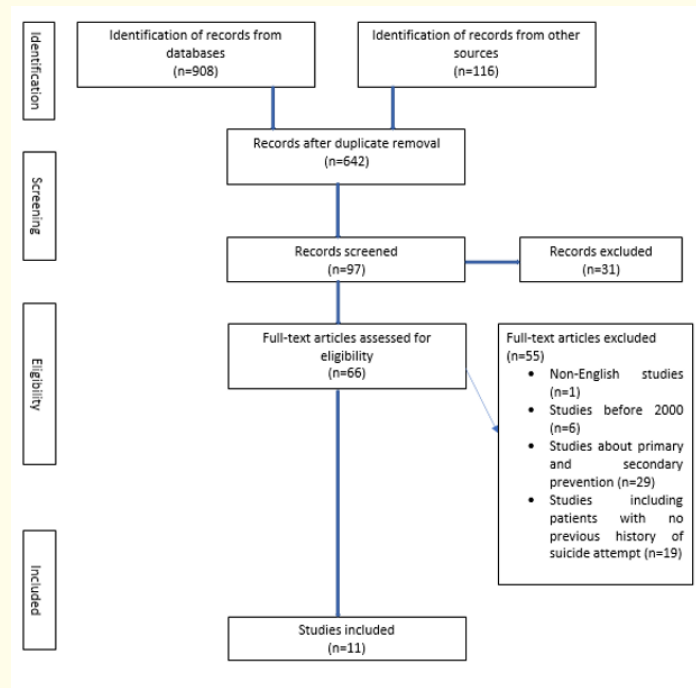 Identification
Identification of records from
databases
(n=908)
Identification of records from other
sources
(n=116)
Records after duplicate removal
(n=642)
Screening
Records screened
(n=97)
Records excluded
(n=31)
Eligibility
Full-text articles assessed for
eligibility
(n=66)
Full-text articles excluded
(n=55)
• Non-English studies
(n=1)
• Studies before 2000
(n=6)
• Studies about primary
and secondary
prevention (n=29)
• Studies including
patients with no
previous history of
suicide attempt (n=19)
Included
Studies included
(n=11)